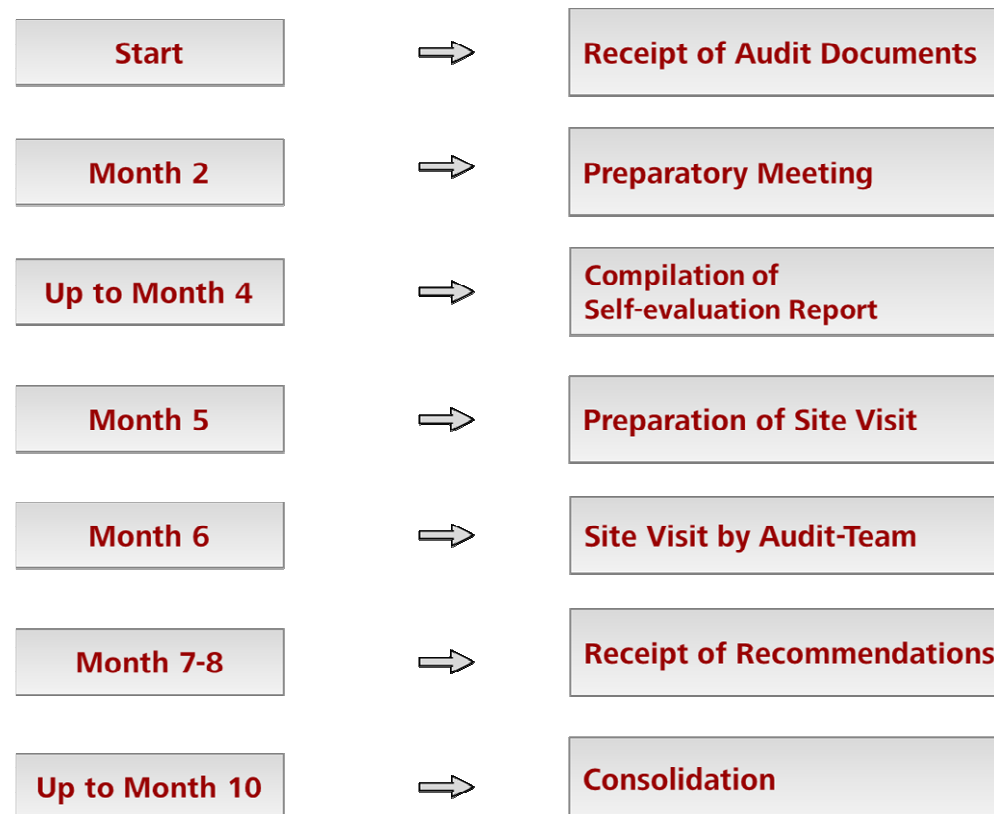 Start
Receipt of Audit Documents
Month 2
Preparatory Meeting
Up to Month 4
Compilation of
Self-evaluation Report
Month 5
Preparation of Site Visit
Month 6
Site Visit by Audit-Team
Month 7-8
Receipt of Recommendations
Up to Month 10
Consolidation